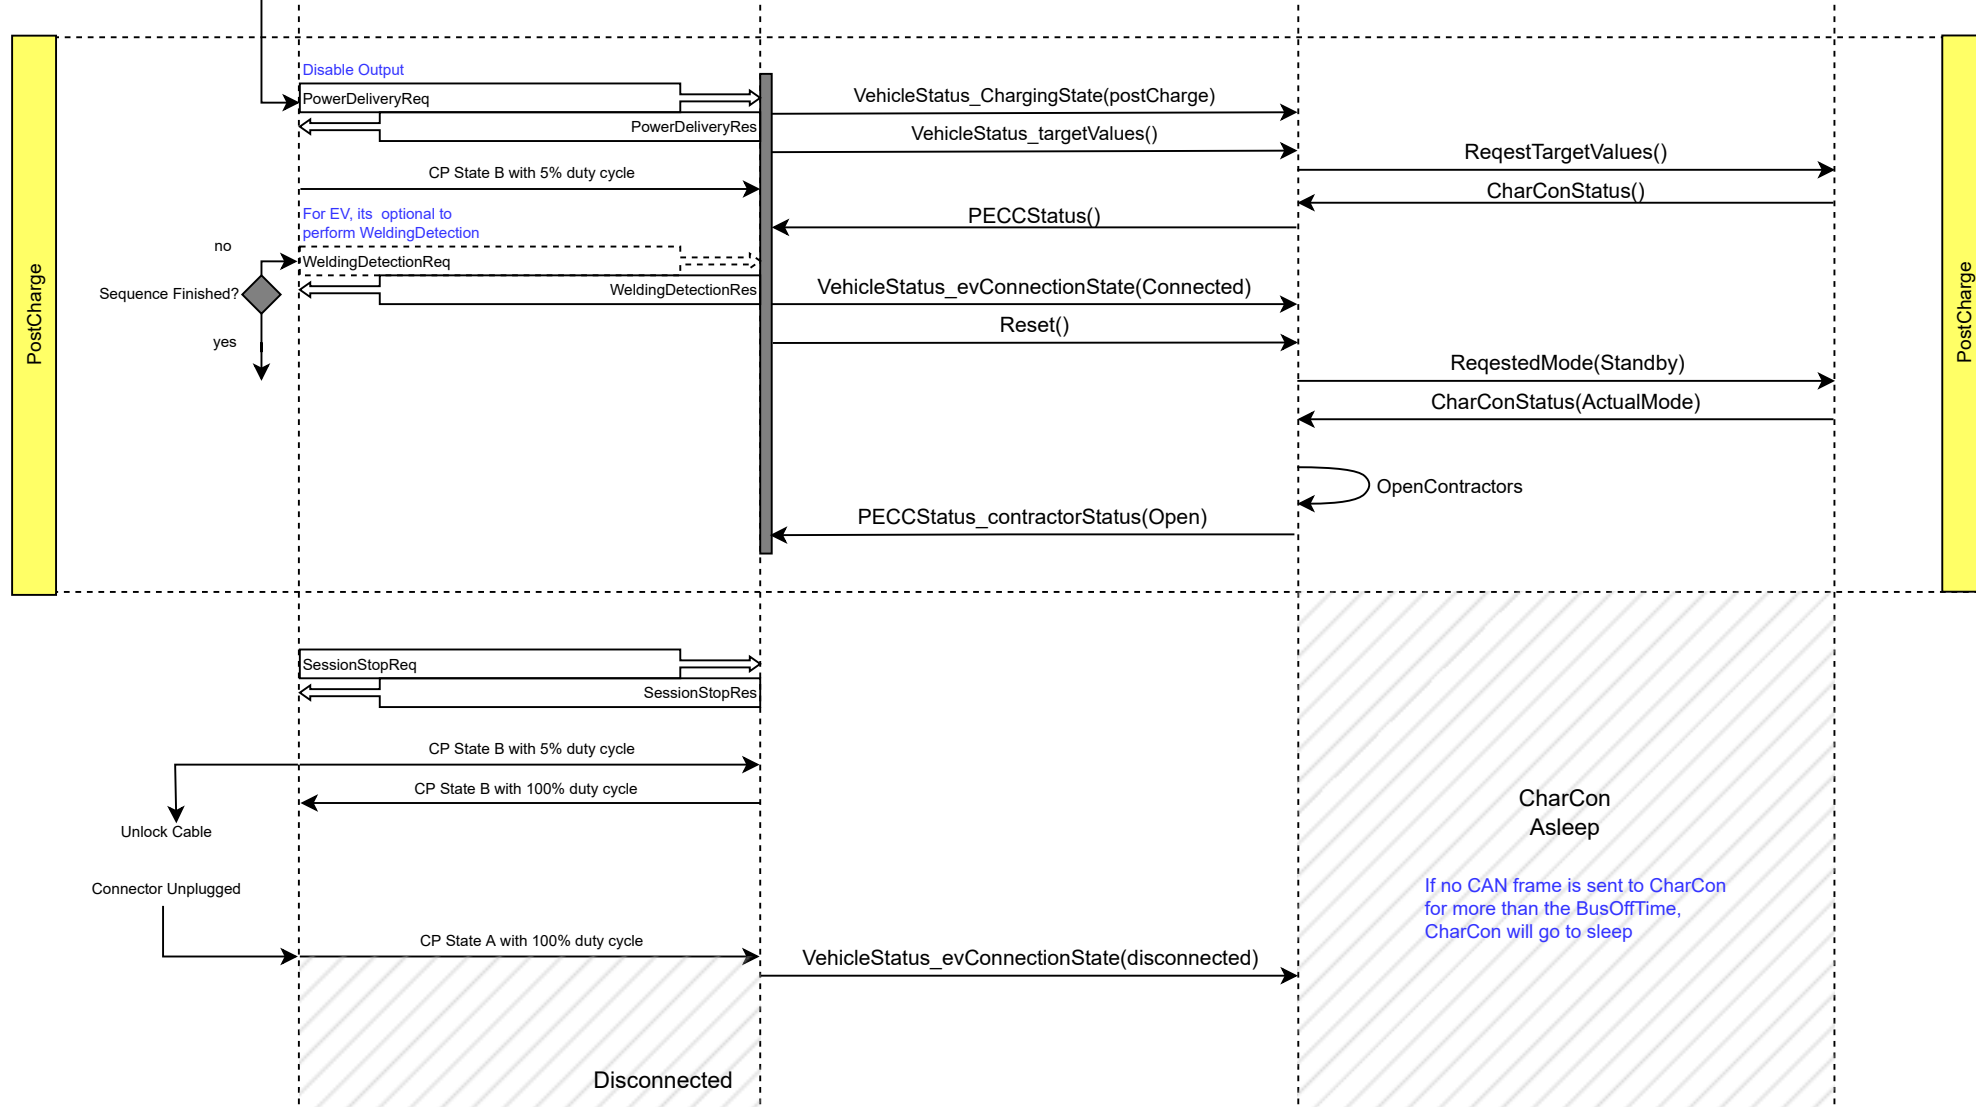 Disable Output
PowerDeliveryReq
VehicleStatus_ChargingState(postCharge)
PowerDeliveryRes
VehicleStatus_targetValues()
ReqestTargetValues()
CP State B with 5% duty cycle
CharConStatus()
For EV, its  optional to
perform WeldingDetection
PECCStatus()
no
WeldingDetectionReq
Sequence Finished?
WeldingDetectionRes
VehicleStatus_evConnectionState(Connected)
PostCharge
PostCharge
Reset()
yes
ReqestedMode(Standby)
CharConStatus(ActualMode)
OpenContractors
PECCStatus_contractorStatus(Open)
SessionStopReq
SessionStopRes
CP State B with 5% duty cycle
CP State B with 100% duty cycle
Unlock Cable
CharCon
Asleep
Connector Unplugged
If no CAN frame is sent to CharCon
for more than the BusOffTime,
CharCon will go to sleep
CP State A with 100% duty cycle
VehicleStatus_evConnectionState(disconnected)
Disconnected